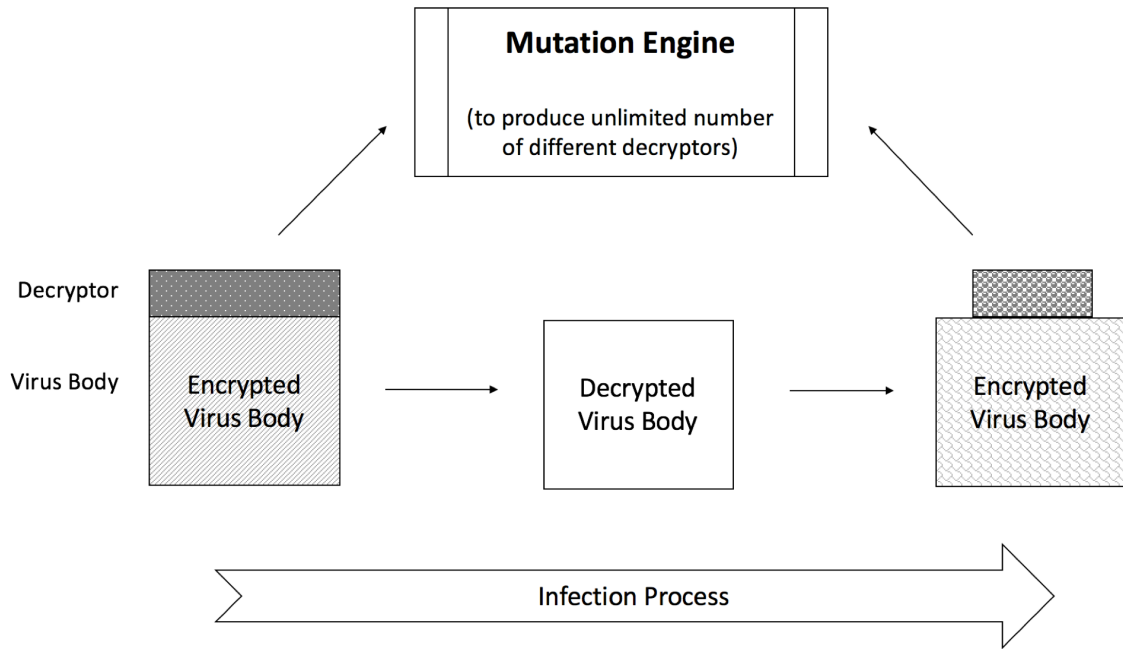 Mutation Engine
(to produce unlimited number
of different decryptors)
Decryptor
Virus Body
Encrypted
Virus Body
Decrypted
Virus Body
Encrypted
Virus Body
Infection Process